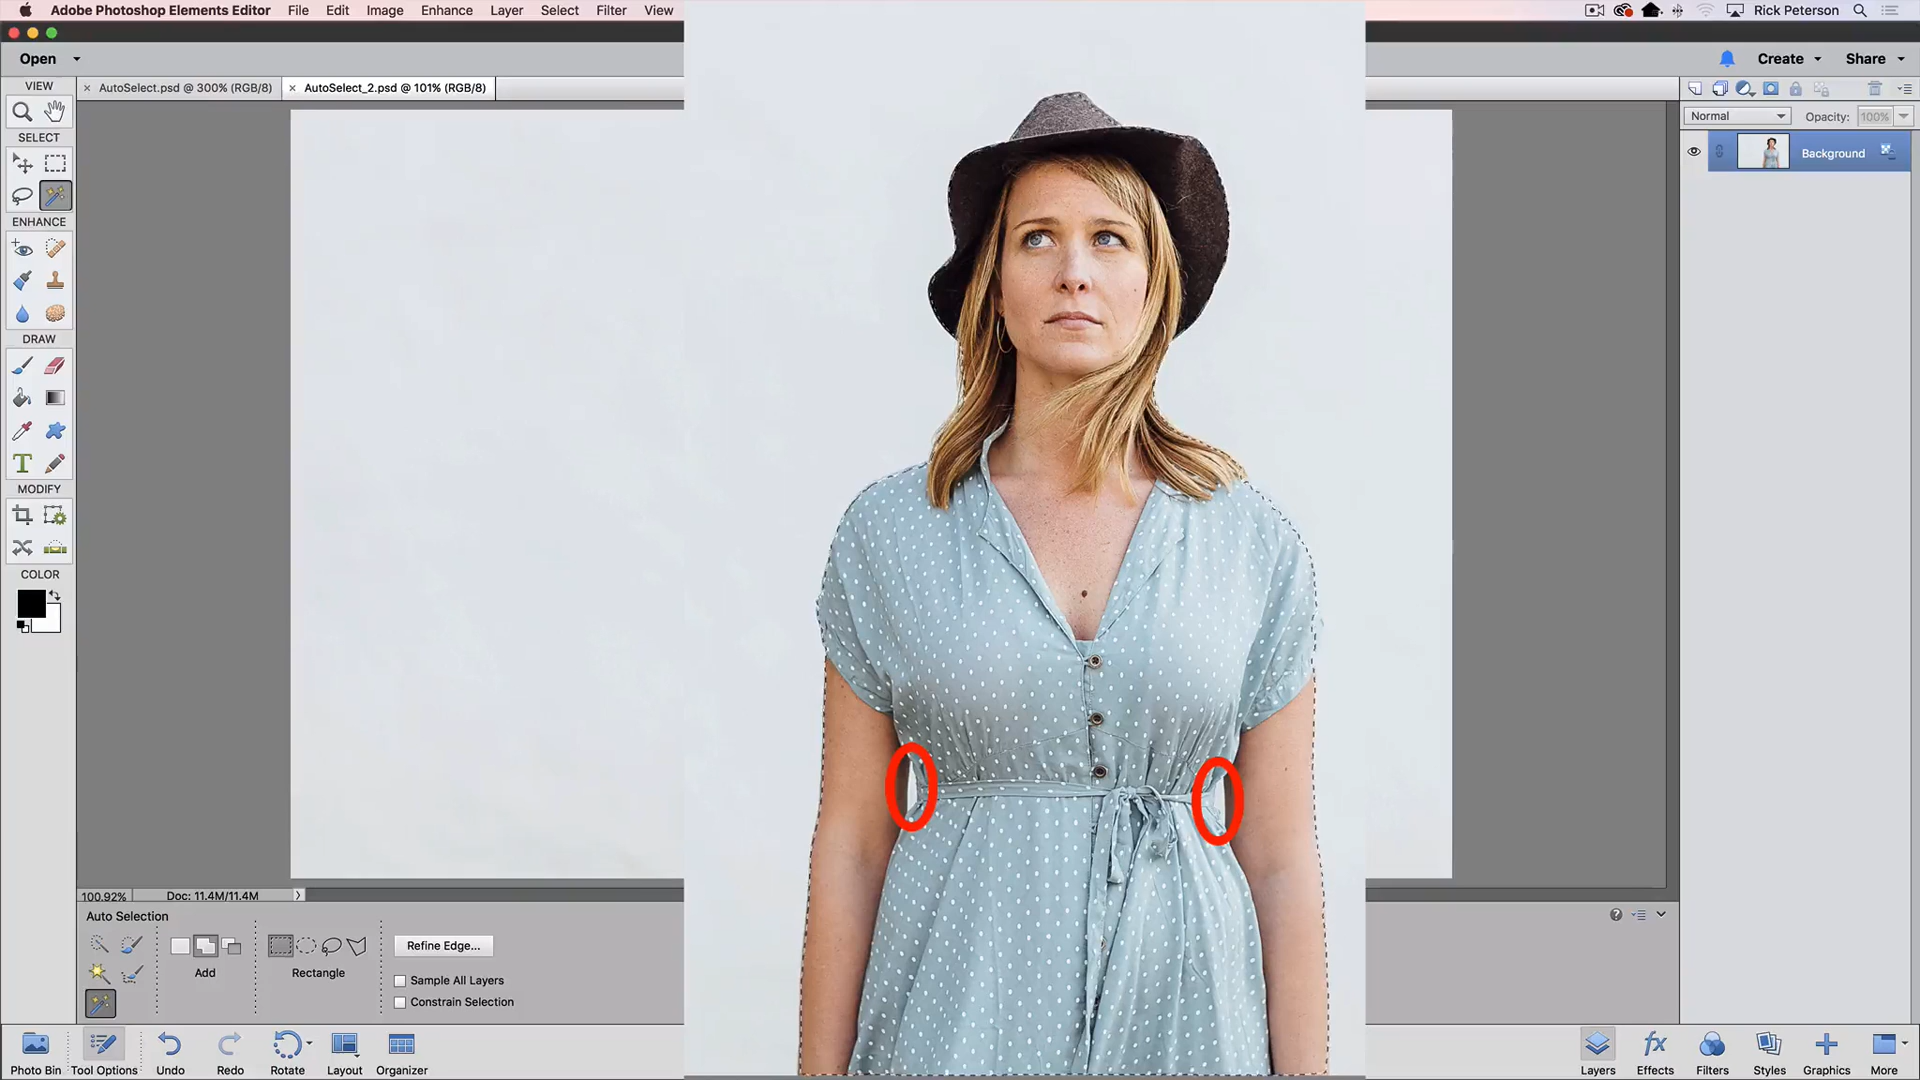 Adobe Photoshop Elements Editor File Edit Image Enhance Layer Select Filter View Rick Peterson
Open Create Share
VIEW
× AutoSelect.psd @ 300% (RGB/8) × AutoSelect_2.psd @ 101% (RGB/8)
SELECT
Normal Opacity: 100%
Background
ENHANCE
DRAW
T
MODIFY
COLOR
100.92% Doc: 11.4M/11.4M
Auto Selection
Refine Edge...
Add Rectangle
Sample All Layers
Constrain Selection
Photo Bin Tool Options Undo Redo Rotate Layout Organizer Layers Effects Filters Styles Graphics More